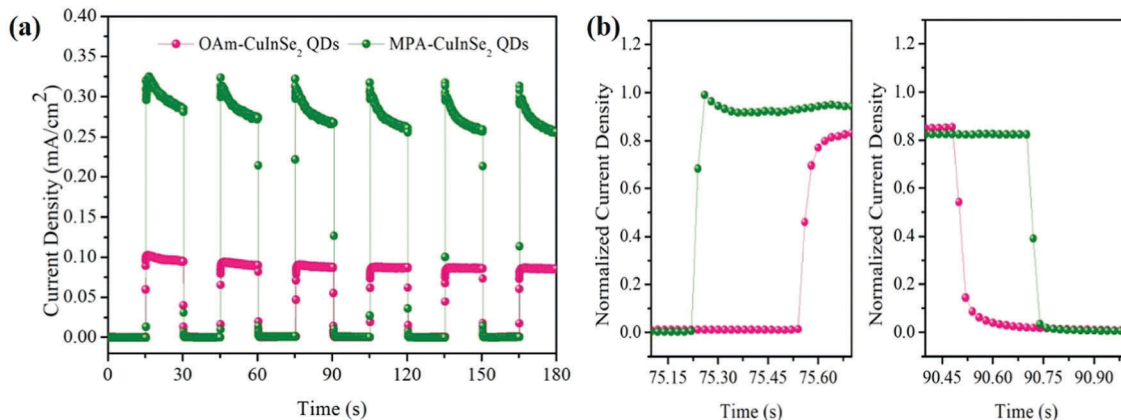 (a)
Current Density (mA/cm²)
0.40
0.35
0.30
0.25
0.20
0.15
0.10
0.05
0.00
OAm-CuInSe₂ QDs
MPA-CuInSe₂ QDs
0 30 60 90 120 150 180
Time (s)
(b)
Normalized Current Density
1.2
1.0
0.8
0.6
0.4
0.2
0.0
75.15 75.30 75.45 75.60
Time (s)
Normalized Current Density
1.2
1.0
0.8
0.6
0.4
0.2
0.0
90.45 90.60 90.75 90.90
Time (s)